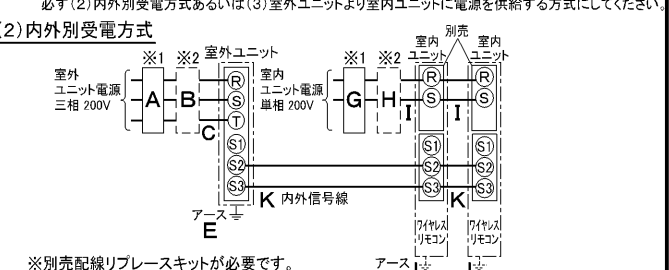 必ず(2)内外別受電方式あるいは(3)室外ユニットより室内ユニットに電源を供給する方式にしてください。
(2)内外別受電方式
別売
※1 ※2 室外ユニット
※1 ※2 室内ユニット 室内ユニット
室外ユニット電源 三相 200V
A B C
R S T S1 S2 S3
室内ユニット電源 単相 200V
G H I I
R S S1 S2 S3
R S S1 S2 S3
K 内外信号線 K
アース
E
ワイヤレスリモコン ワイヤレスリモコン
※別売配線リプレースキットが必要です。
アース